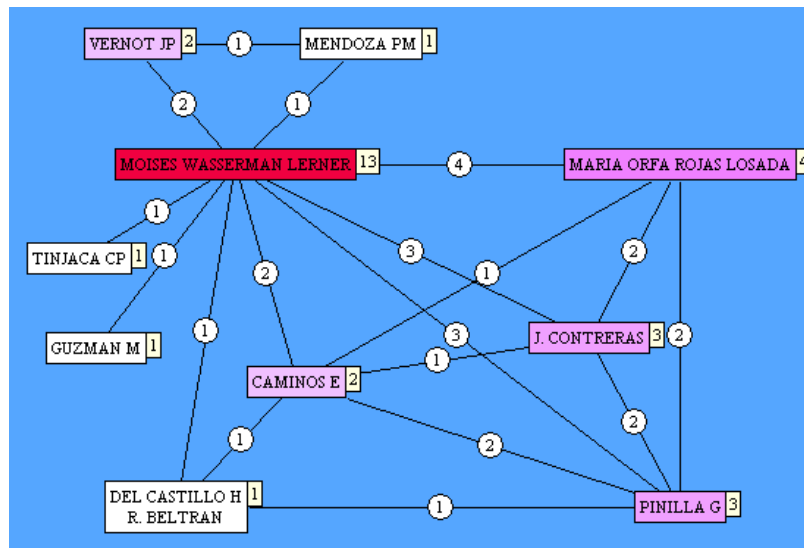 VERNOT JP 2 1 MENDOZA PM 1
2 1
MOISES WASSERMAN LERNER 13 4 MARIA ORFA ROJAS LOSADA 4
1
TINJACA CP 1 1 2 3 1 2
GUZMAN M 1 1 3 J. CONTRERAS 3 2
1
CAMINOS E 2
1 2 2
DEL CASTILLO H 1
R. BELTRAN 1 PINILLA G 3